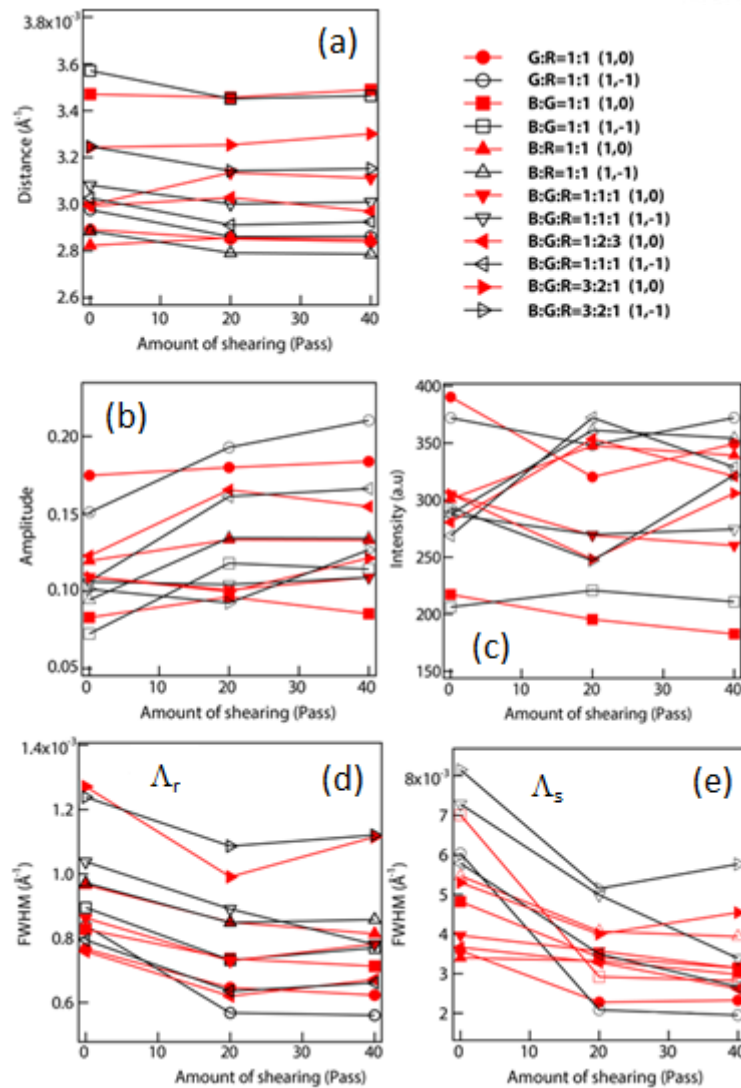 3.8x10⁻³
3.6
3.4
3.2
3.0
2.8
2.6
Distance (Å⁻¹)
(a)
0 10 20 30 40
Amount of shearing (Pass)
G:R=1:1 (1,0)
G:R=1:1 (1,-1)
B:G=1:1 (1,0)
B:G=1:1 (1,-1)
B:R=1:1 (1,0)
B:R=1:1 (1,-1)
B:G:R=1:1:1 (1,0)
B:G:R=1:1:1 (1,-1)
B:G:R=1:2:3 (1,0)
B:G:R=1:1:1 (1,-1)
B:G:R=3:2:1 (1,0)
B:G:R=3:2:1 (1,-1)
(b)
0.20
0.15
0.10
0.05
Amplitude
0 10 20 30 40
Amount of shearing (Pass)
400
350
300
250
200
150
Intensity (a.u)
(c)
0 10 20 30 40
Amount of shearing (Pass)
1.4x10⁻³
1.2
1.0
0.8
0.6
FWHM (Å⁻¹)
Λr
(d)
0 10 20 30 40
Amount of shearing (Pass)
8x10⁻³
7
6
5
4
3
2
FWHM (Å⁻¹)
Λs
(e)
0 10 20 30 40
Amount of shearing (Pass)